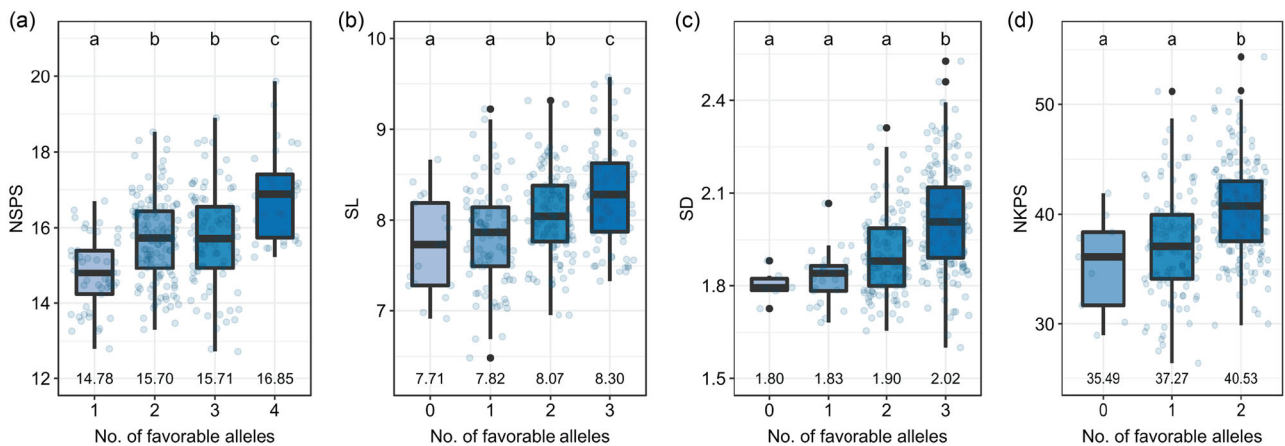 (a)
a b b c
NSPS
20
18
16
14
12
14.78 15.70 15.71 16.85
1 2 3 4
No. of favorable alleles
(b)
a a b c
SL
10
9
8
7
7.71 7.82 8.07 8.30
0 1 2 3
No. of favorable alleles
(c)
a a a b
SD
2.4
2.1
1.8
1.5
1.80 1.83 1.90 2.02
0 1 2 3
No. of favorable alleles
(d)
a a b
NKPS
50
40
30
35.49 37.27 40.53
0 1 2
No. of favorable alleles